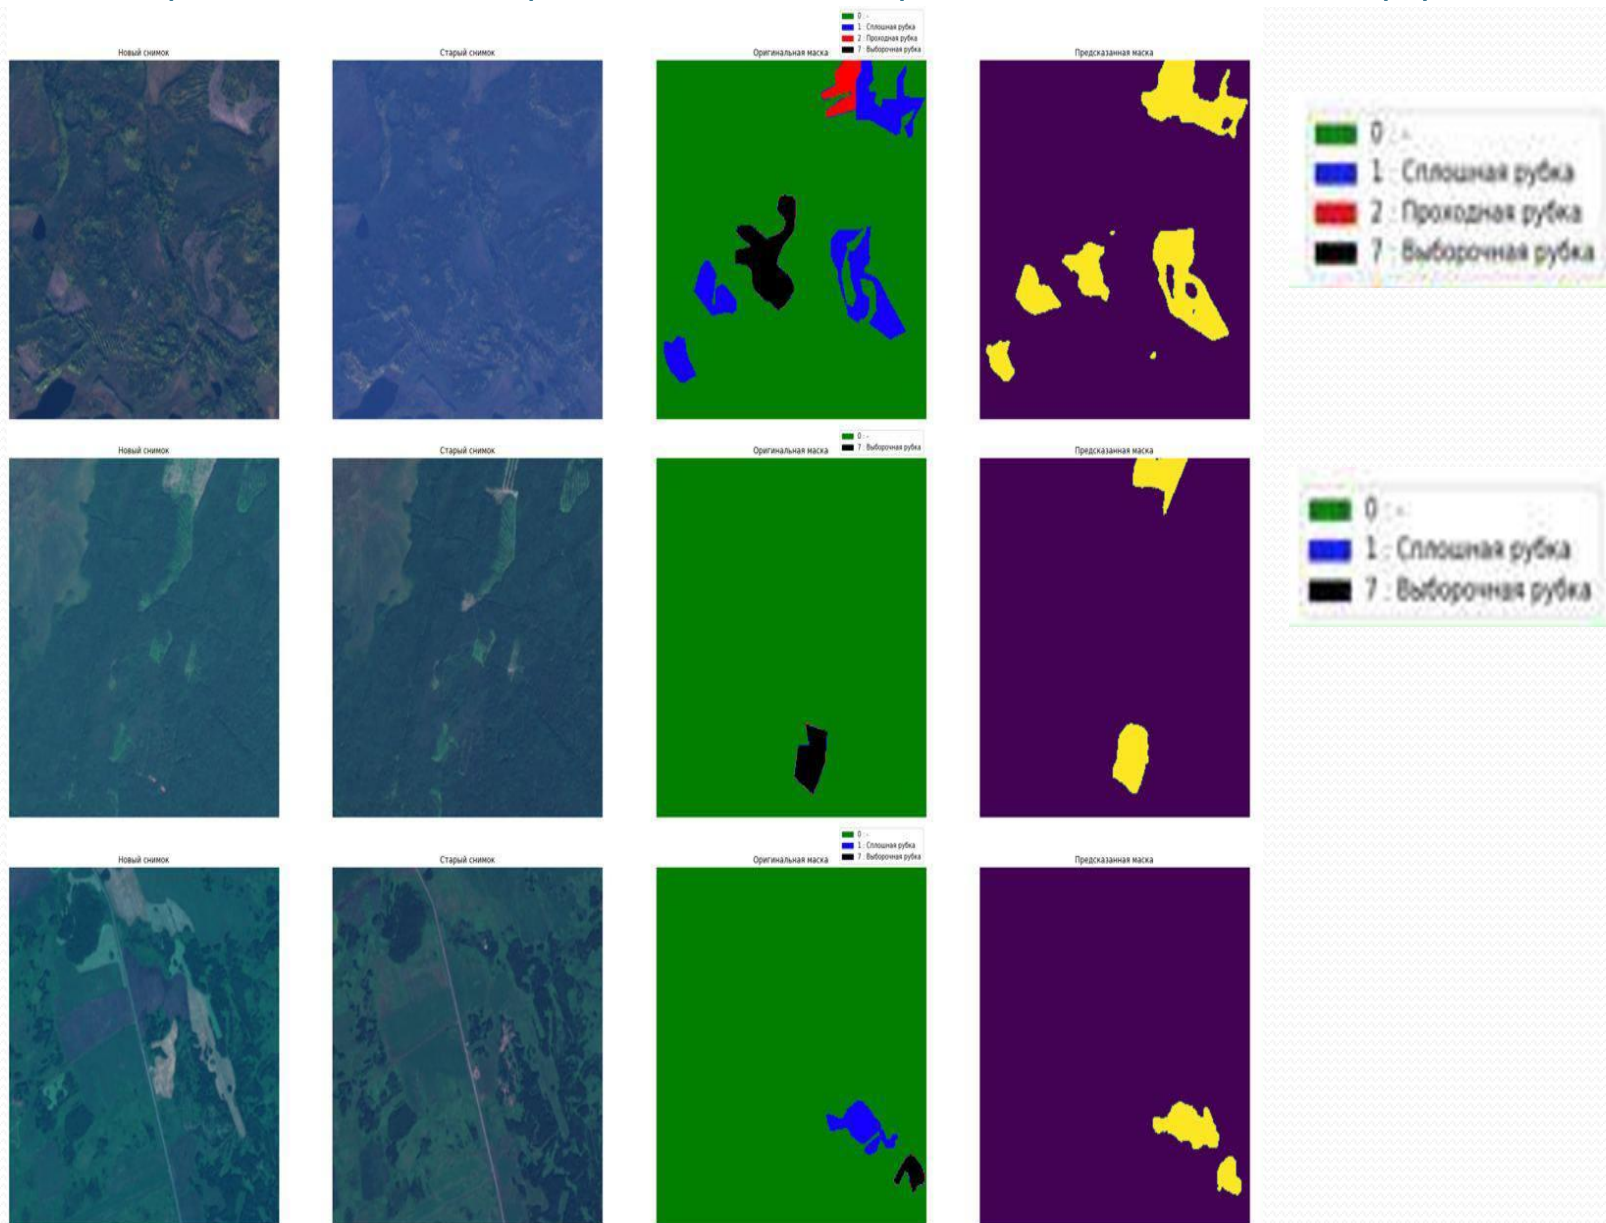 0 : -
1 : Сплошная рубка
2 : Проходная рубка
7 : Выборочная рубка
Новый снимок
Старый снимок
Оригинальная маска
Предсказанная маска
0 : -
1 : Сплошная рубка
2 : Проходная рубка
7 : Выборочная рубка
0 : -
7 : Выборочная рубка
Новый снимок
Старый снимок
Оригинальная маска
Предсказанная маска
0 : -
1 : Сплошная рубка
7 : Выборочная рубка
0 : -
1 : Сплошная рубка
7 : Выборочная рубка
Новый снимок
Старый снимок
Оригинальная маска
Предсказанная маска